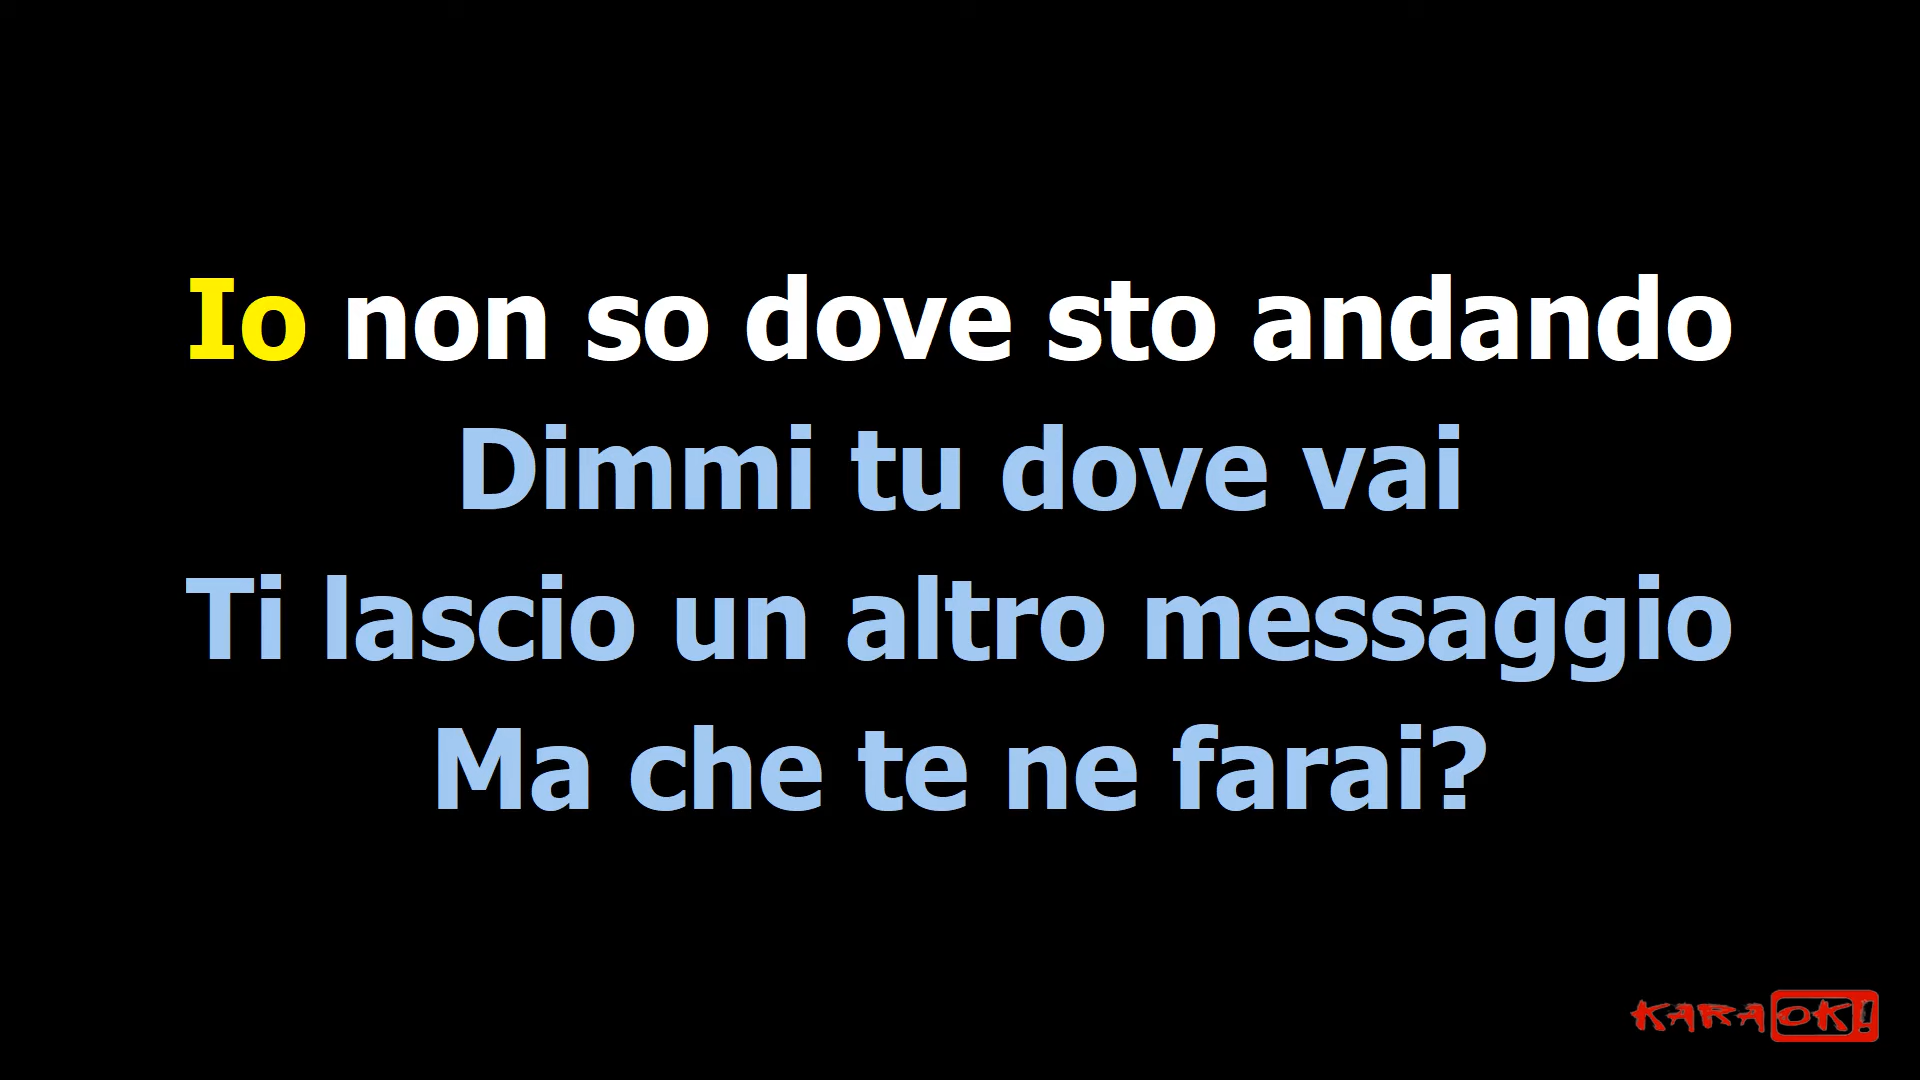 Io non so dove sto andando
Dimmi tu dove vai
Ti lascio un altro messaggio
Ma che te ne farai?
KARAOK!